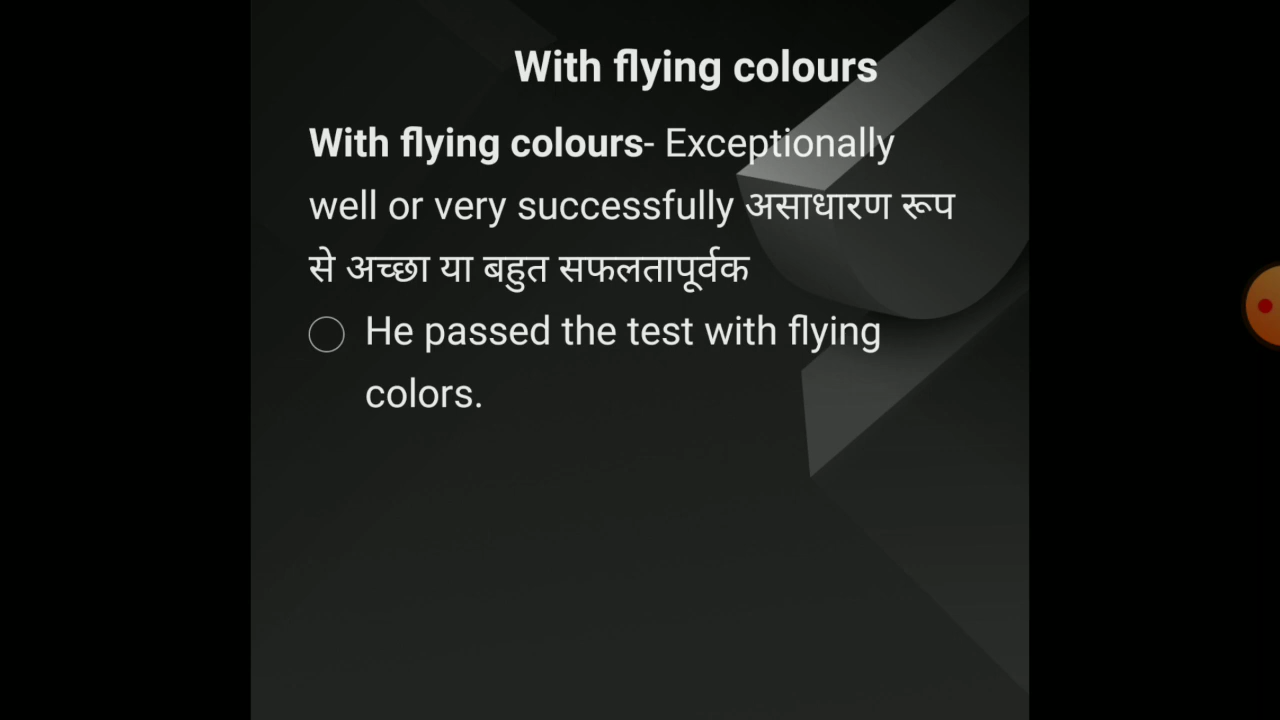 With flying colours
With flying colours- Exceptionally
well or very successfully असाधारण रूप
से अच्छा या बहुत सफलतापूर्वक
He passed the test with flying
colors.